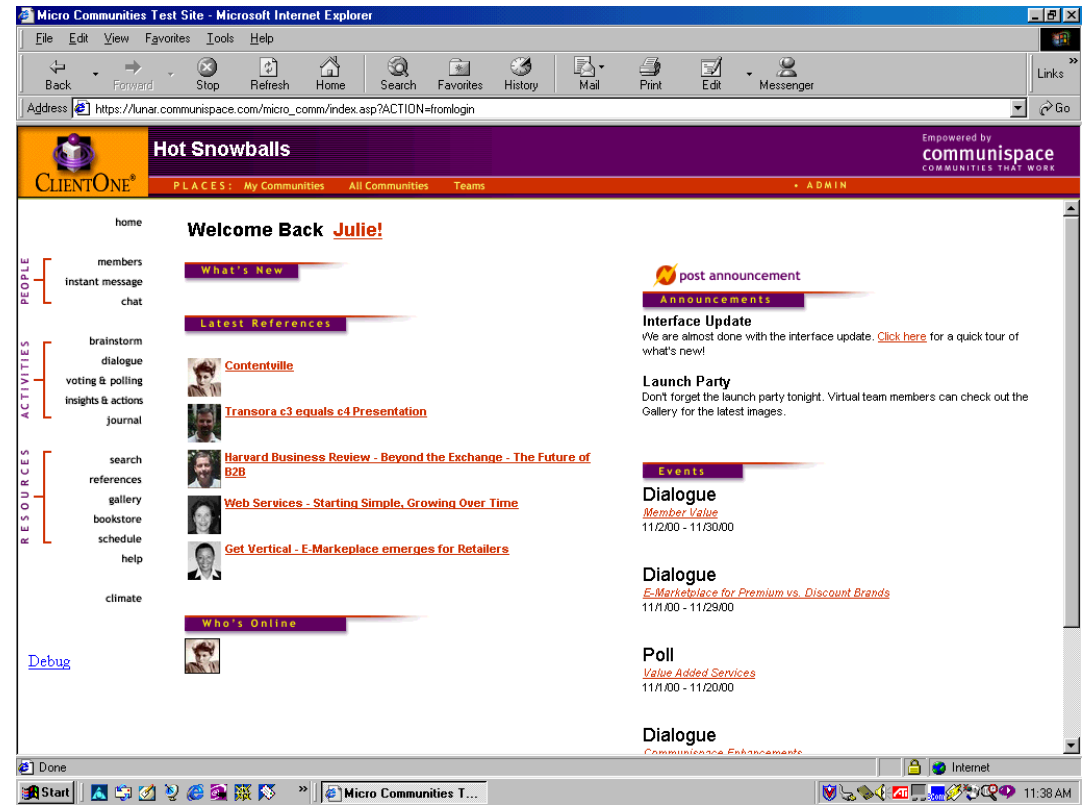 Micro Communities Test Site - Microsoft Internet Explorer
File Edit View Favorites Tools Help
Back Forward Stop Refresh Home Search Favorites History Mail Print Edit Messenger Links »
Address https://lunar.communispace.com/micro_comm/index.asp?ACTION=fromlogin Go
CLIENTONE®
Hot Snowballs
Empowered by
communispace
COMMUNITIES THAT WORK
PLACES: My Communities All Communities Teams • ADMIN
home
PEOPLE
members
instant message
chat
ACTIVITIES
brainstorm
dialogue
voting & polling
insights & actions
journal
RESOURCES
search
references
gallery
bookstore
schedule
help
climate
Debug
Welcome Back Julie!
What's New
Latest References
Contentville
Transora c3 equals c4 Presentation
Harvard Business Review - Beyond the Exchange - The Future of
B2B
Web Services - Starting Simple, Growing Over Time
Get Vertical - E-Markeplace emerges for Retailers
Who's Online
post announcement
Announcements
Interface Update
We are almost done with the interface update. Click here for a quick tour of
what's new!
Launch Party
Don't forget the launch party tonight. Virtual team members can check out the
Gallery for the latest images.
Events
Dialogue
Member Value
11/2/00 - 11/30/00
Dialogue
E-Marketplace for Premium vs. Discount Brands
11/1/00 - 11/29/00
Poll
Value Added Services
11/1/00 - 11/20/00
Dialogue
Communispace Enhancements
Done Internet
Start » Micro Communities T... 11:38 AM